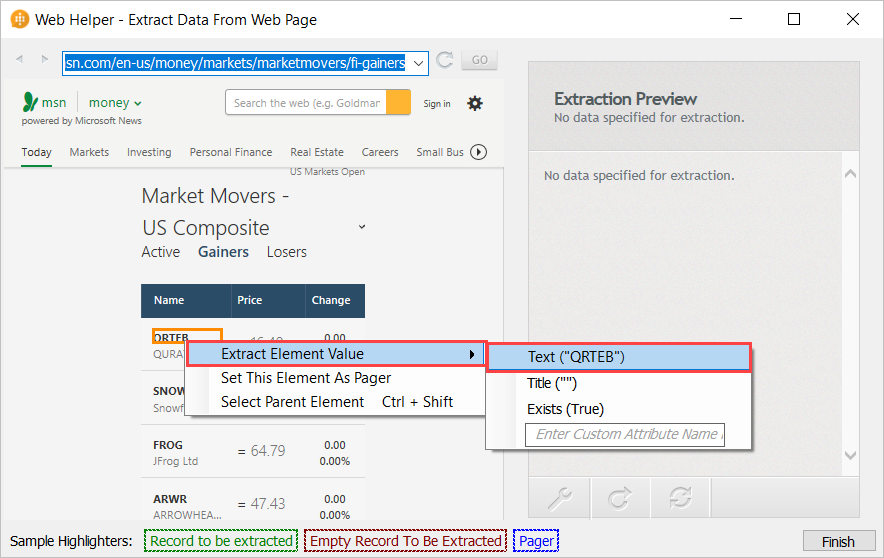 Web Helper - Extract Data From Web Page
sn.com/en-us/money/markets/marketmovers/fi-gainers
GO
msn
money
powered by Microsoft News
Search the web (e.g. Goldmar
Sign in
Today
Markets
Investing
Personal Finance
Real Estate
Careers
Small Bus
US Markets Open
Market Movers -
US Composite
Active
Gainers
Losers
Name
Price
Change
QRTEB
0.00
QURA
Extract Element Value
Set This Element As Pager
Select Parent Element
Ctrl + Shift
Text ("QRTEB")
Title ("")
Exists (True)
Enter Custom Attribute Name
SNOW
Snowf
FROG
JFrog Ltd
= 64.79
0.00
0.00%
ARWR
ARROWHEA...
= 47.43
0.00
0.00%
Extraction Preview
No data specified for extraction.
No data specified for extraction.
Sample Highlighters:
Record to be extracted
Empty Record To Be Extracted
Pager
Finish